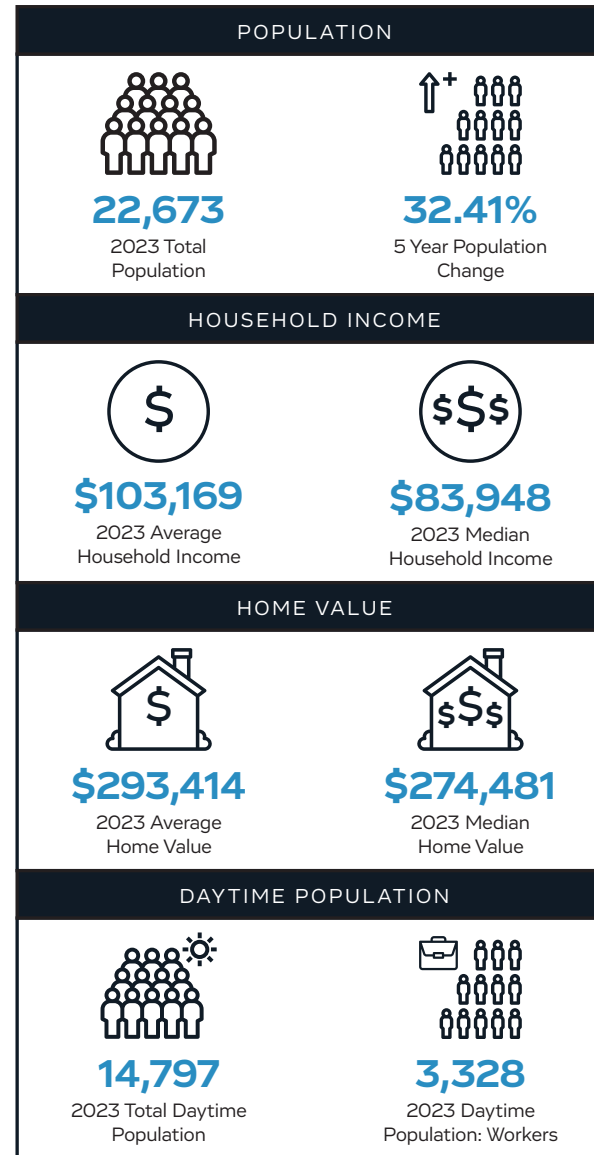 POPULATION
22,673
2023 Total
Population
32.41%
5 Year Population
Change
HOUSEHOLD INCOME
$
$103,169
2023 Average
Household Income
$$$
$83,948
2023 Median
Household Income
HOME VALUE
$
$293,414
2023 Average
Home Value
$$$
$274,481
2023 Median
Home Value
DAYTIME POPULATION
14,797
2023 Total Daytime
Population
3,328
2023 Daytime
Population: Workers